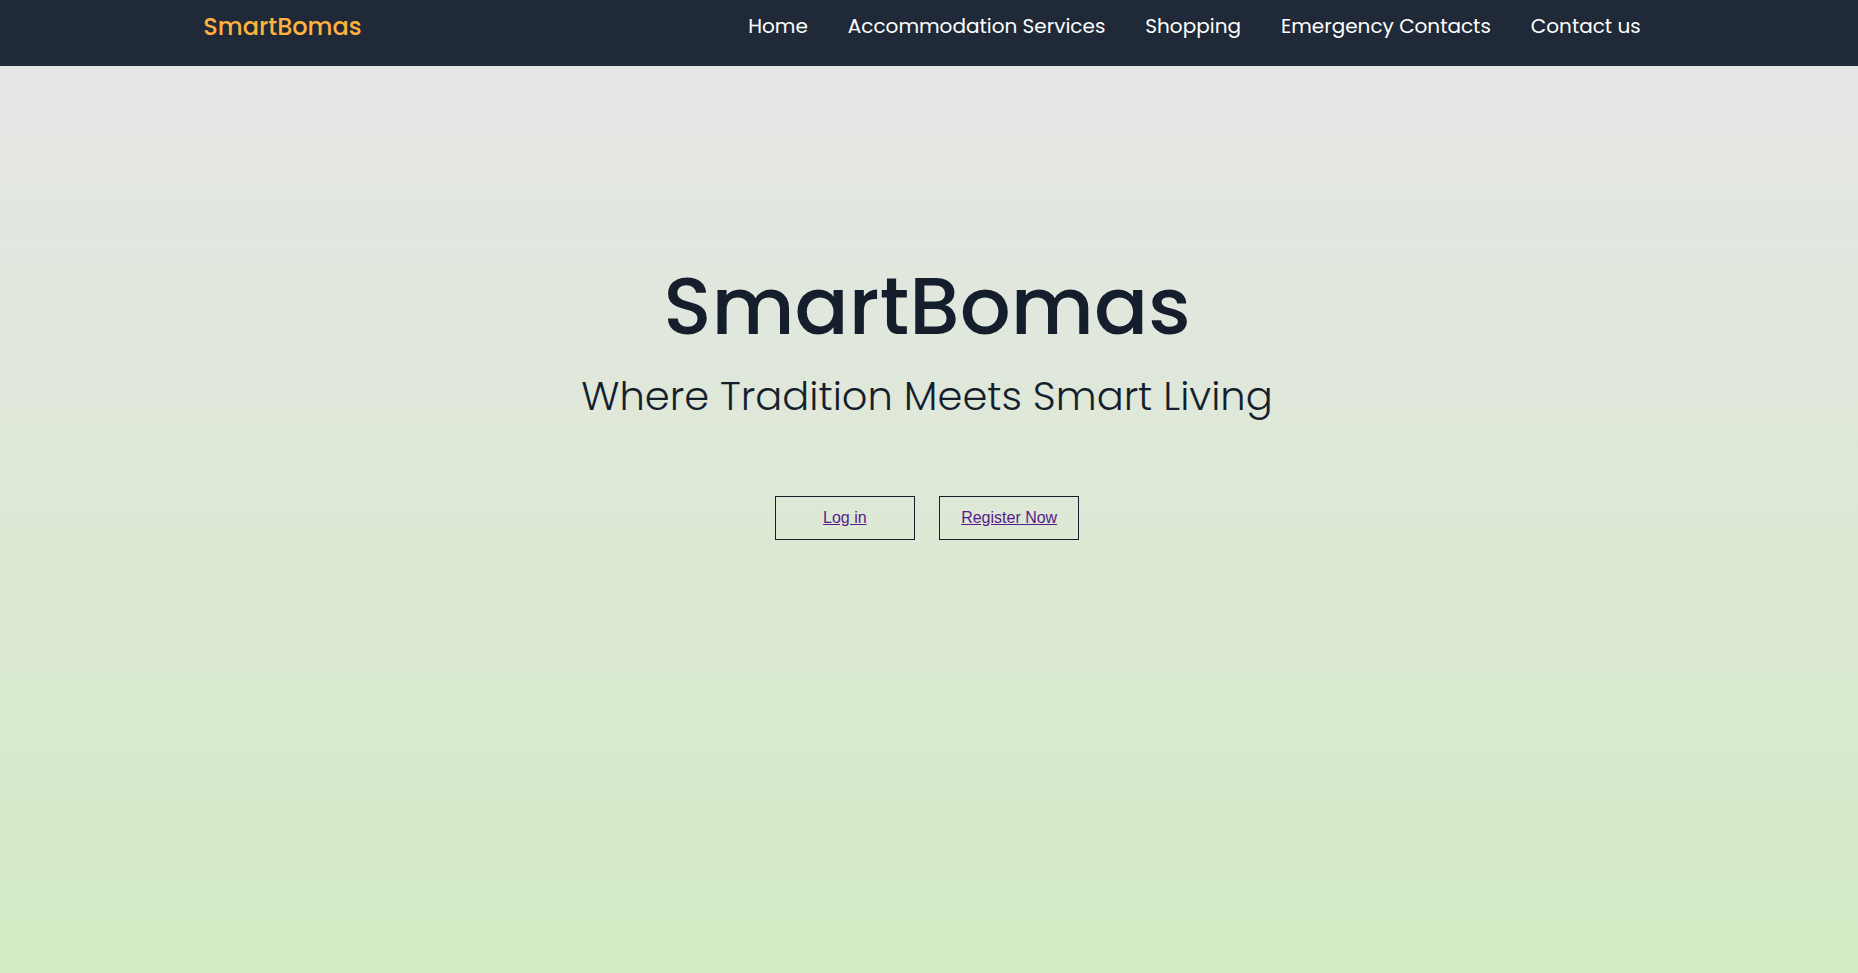 SmartBomas Home Accommodation Services Shopping Emergency Contacts Contact us
SmartBomas
Where Tradition Meets Smart Living
Log in Register Now